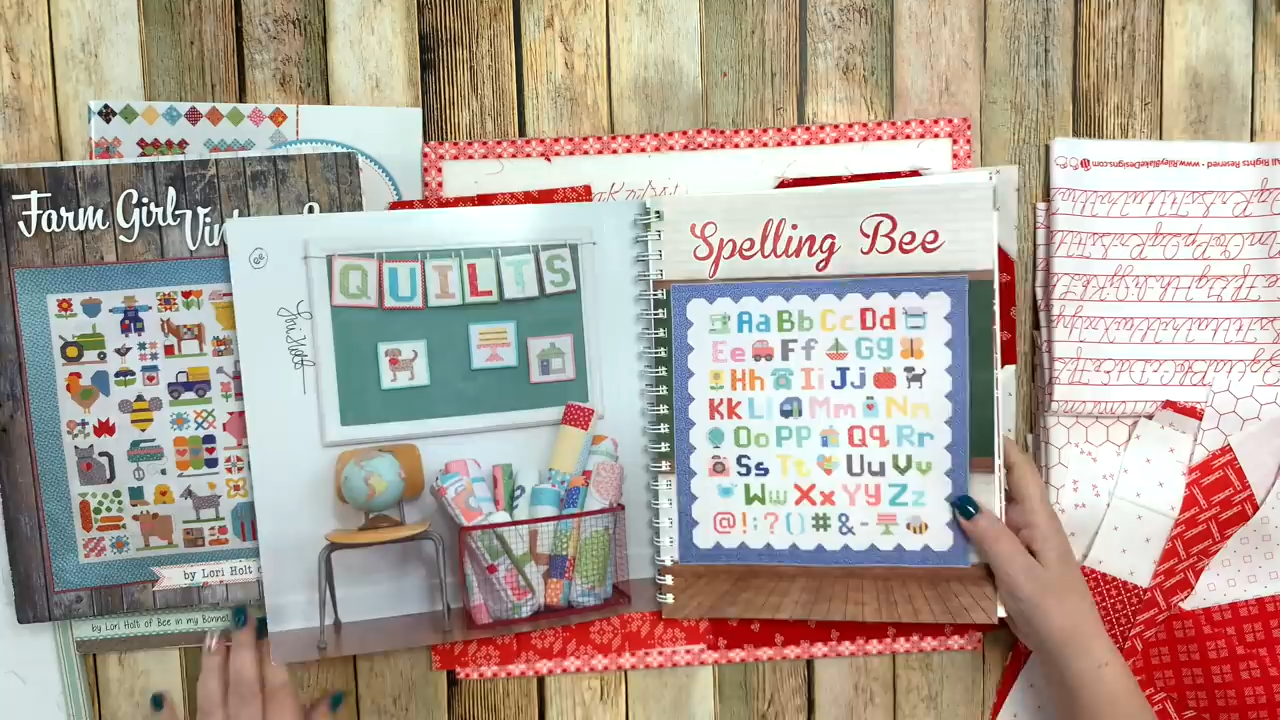 Farm Girl
Vin
by Lori Holt
by Lori Holt of Bee in my Bonnet
QUILTS
Lori Holt
Spelling Bee
Aa Bb Cc Dd
Ee Ff Gg
Hh Ii Jj
Kk Ll Mm Nn
Oo Pp Qq Rr
Ss Tt Uu Vv
Ww Xx Yy Zz
@!;?()#&-
All Rights Reserved • www.RileyBlakeDesigns.com